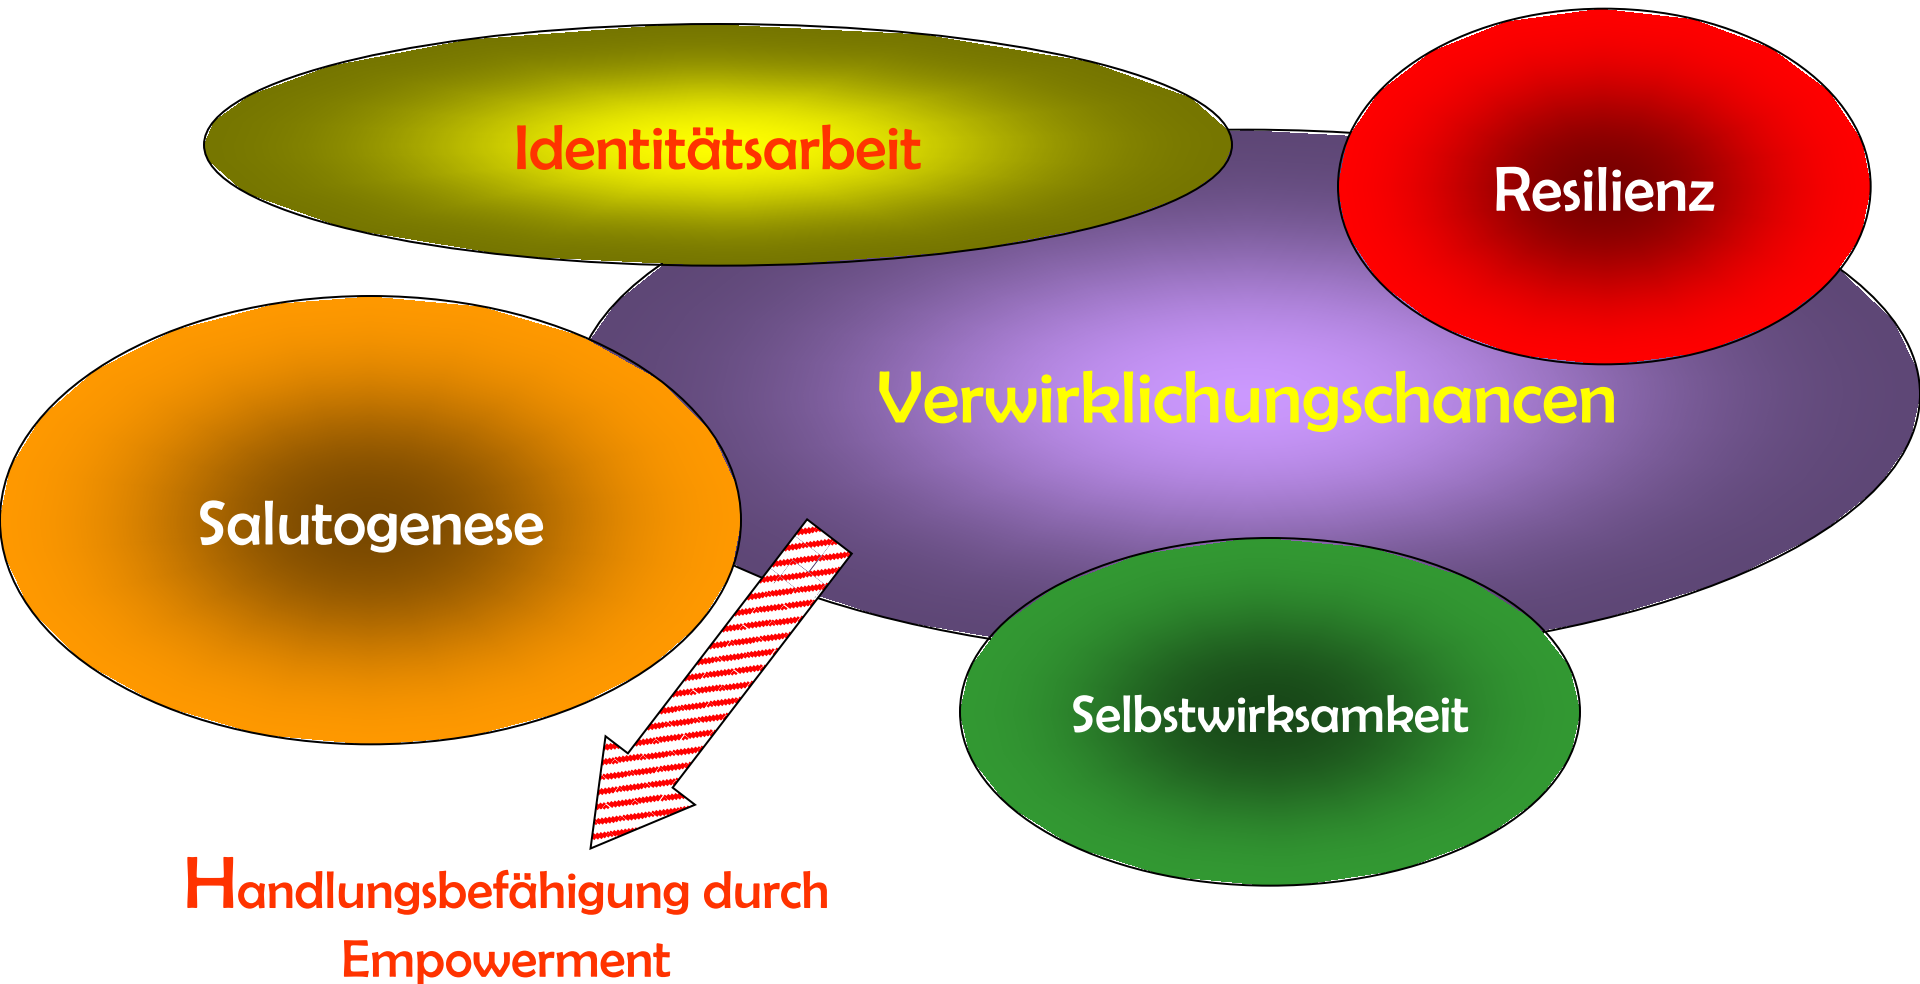 Identitätsarbeit
Resilienz
Verwirklichungschancen
Salutogenese
Selbstwirksamkeit
Handlungsbefähigung durch
Empowerment